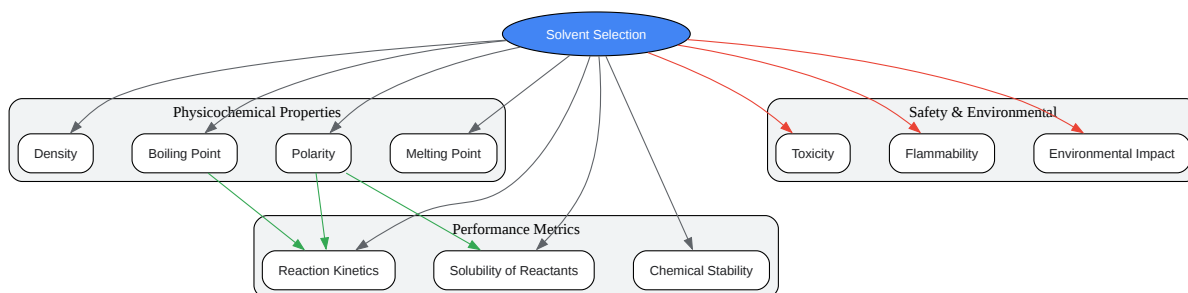 Solvent Selection
Physicochemical Properties
Safety & Environmental
Density
Boiling Point
Polarity
Melting Point
Toxicity
Flammability
Environmental Impact
Performance Metrics
Reaction Kinetics
Solubility of Reactants
Chemical Stability